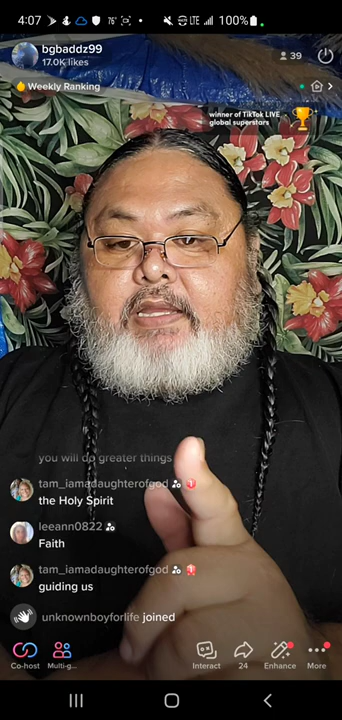 4:07
76°
LTE
100%
bgbaddz99
17.0K likes
39
Weekly Ranking
winner of TikTok LIVE
global superstars
you will do greater things
tam_iamadaughterofgod
the Holy Spirit
leeann0822
Faith
tam_iamadaughterofgod
guiding us
unknownboyforlife joined
Co-host
Multi-g...
Interact
24
Enhance
More